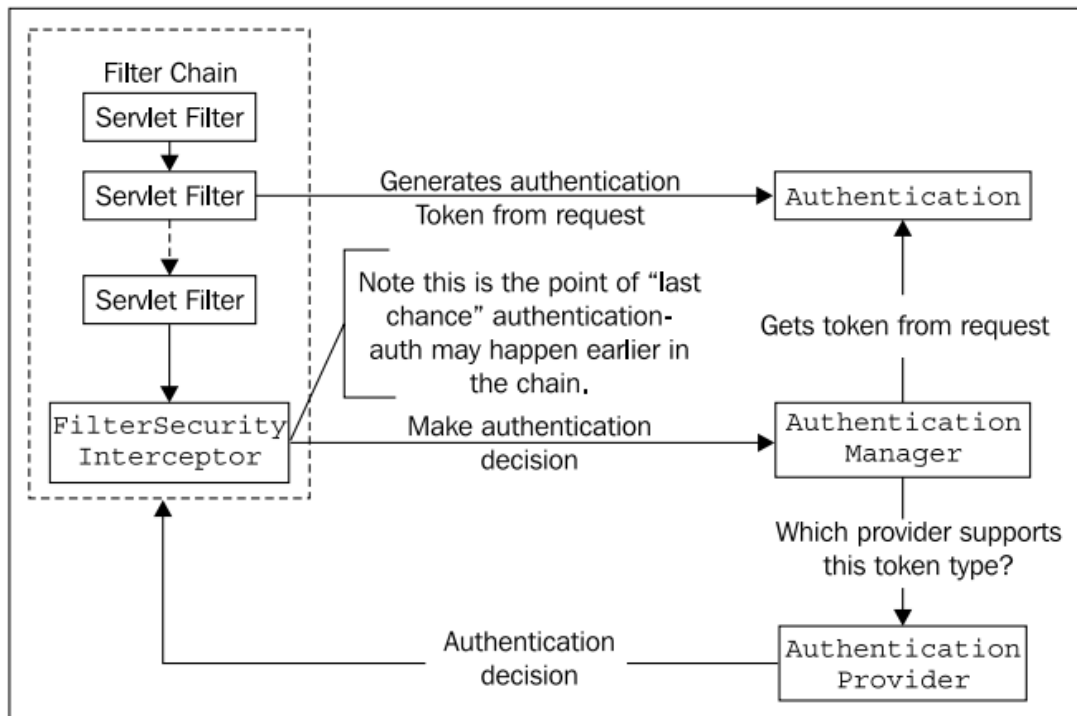 Filter Chain
Servlet Filter
Servlet Filter
Generates authentication
Token from request
Authentication
Servlet Filter
Note this is the point of “last
chance” authentication-
auth may happen earlier in
the chain.
Gets token from request
FilterSecurity
Interceptor
Make authentication
decision
Authentication
Manager
Which provider supports
this token type?
Authentication
decision
Authentication
Provider